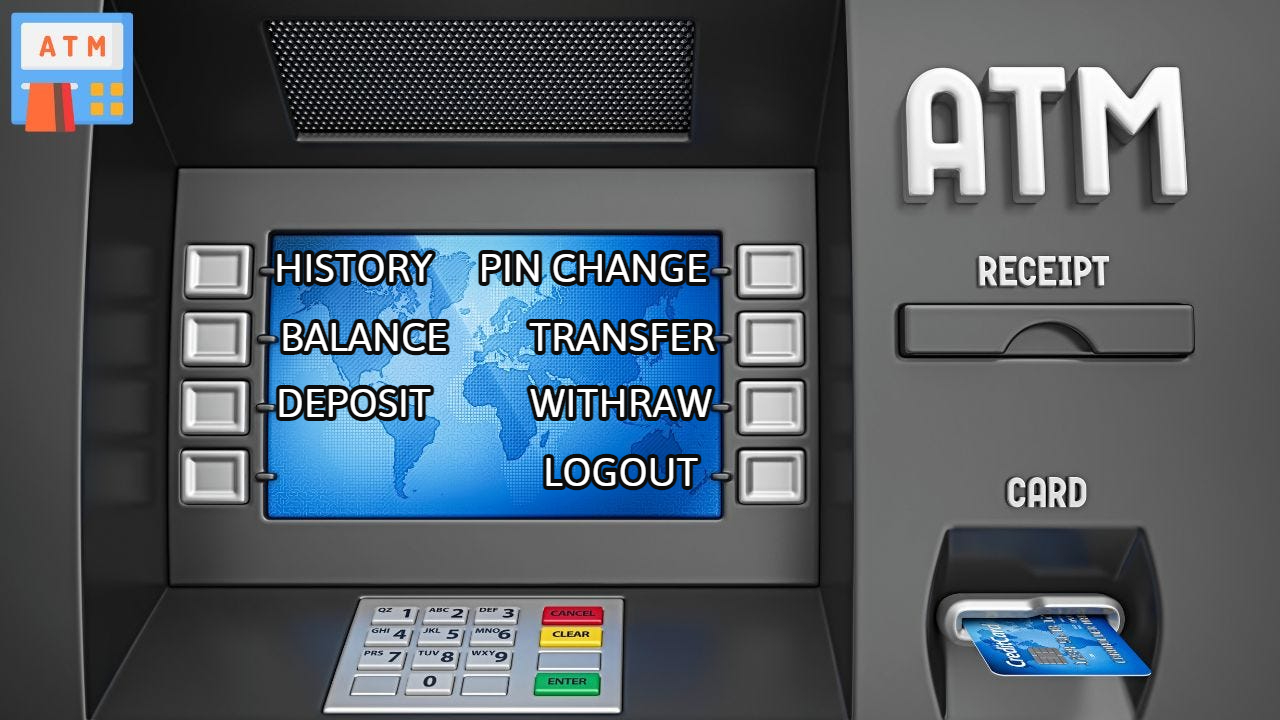 ATM
ATM
HISTORY PIN CHANGE
RECEIPT
BALANCE TRANSFER
DEPOSIT WITHRAW
LOGOUT
CARD
QZ 1 ABC 2 DEF 3 CANCEL
GHI 4 JKL 5 MNO 6 CLEAR
PRS 7 TUV 8 WXY 9
0 ENTER
CreditCard